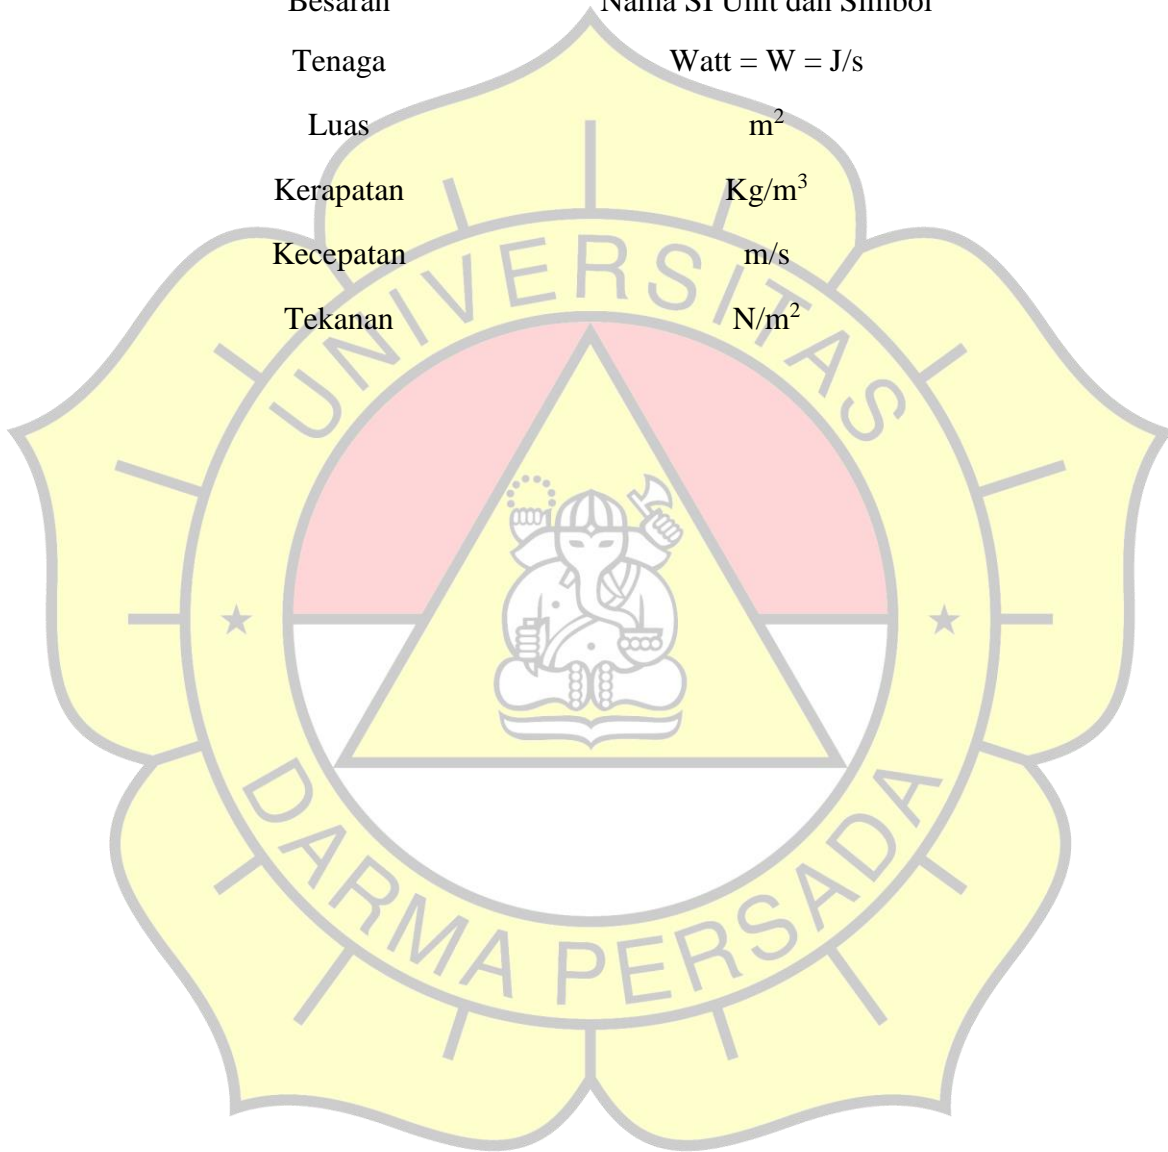 Besaran Nama SI Unit dan Simbol
Tenaga Watt = W = J/s
Luas m²
Kerapatan Kg/m³
Kecepatan m/s
Tekanan N/m²
UNIVERSITAS
DARMA PERSADA